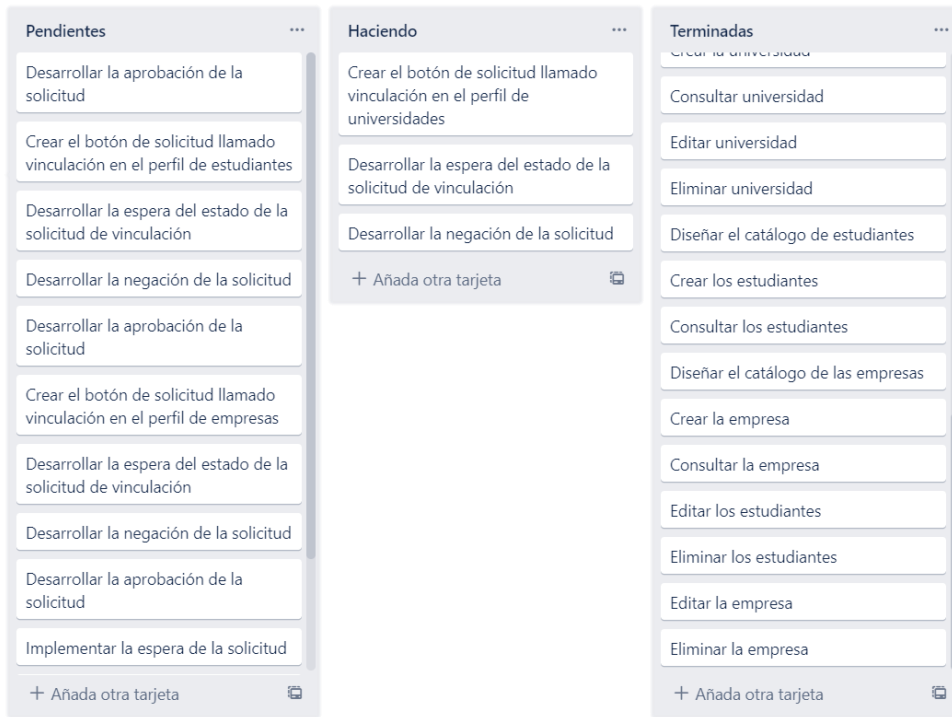 Pendientes
Desarrollar la aprobación de la
solicitud
Crear el botón de solicitud llamado
vinculación en el perfil de estudiantes
Desarrollar la espera del estado de la
solicitud de vinculación
Desarrollar la negación de la solicitud
Desarrollar la aprobación de la
solicitud
Crear el botón de solicitud llamado
vinculación en el perfil de empresas
Desarrollar la espera del estado de la
solicitud de vinculación
Desarrollar la negación de la solicitud
Desarrollar la aprobación de la
solicitud
Implementar la espera de la solicitud
+ Añada otra tarjeta
Haciendo
Crear el botón de solicitud llamado
vinculación en el perfil de
universidades
Desarrollar la espera del estado de la
solicitud de vinculación
Desarrollar la negación de la solicitud
+ Añada otra tarjeta
Terminadas
Crear la universidad
Consultar universidad
Editar universidad
Eliminar universidad
Diseñar el catálogo de estudiantes
Crear los estudiantes
Consultar los estudiantes
Diseñar el catálogo de las empresas
Crear la empresa
Consultar la empresa
Editar los estudiantes
Eliminar los estudiantes
Editar la empresa
Eliminar la empresa
+ Añada otra tarjeta